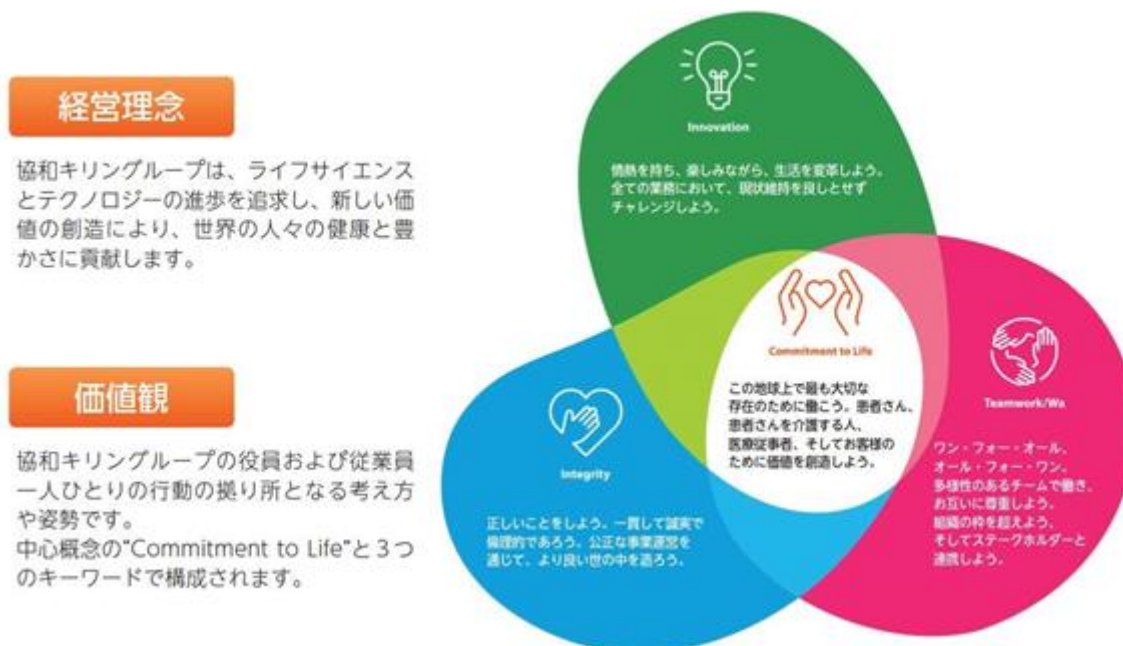 経営理念
協和キリングループは、ライフサイエンス
とテクノロジーの進歩を追求し、新しい価
値の創造により、世界の人々の健康と豊
かさに貢献します。
価値観
協和キリングループの役員および従業員
一人ひとりの行動の拠り所となる考え方
や姿勢です。
中心概念の“Commitment to Life”と３つ
のキーワードで構成されます。
Innovation
情熱を持ち、楽しみながら、生活を変革しよう。
全ての業務において、現状維持を良しとせず
チャレンジしよう。
Commitment to Life
この地球上で最も大切な
存在のために働こう。患者さん、
患者さんを介護する人、
医療従事者、そしてお客様の
ために価値を創造しよう。
Integrity
正しいことをしよう。一貫して誠実で
倫理的であろう。公正な事業運営を
通じて、より良い世の中を造ろう。
Teamwork/Wa
ワン・フォー・オール、
オール・フォー・ワン。
多様性のあるチームで働き、
お互いに尊重しよう。
組織の枠を超えよう、
そしてステークホルダーと
連携しよう。